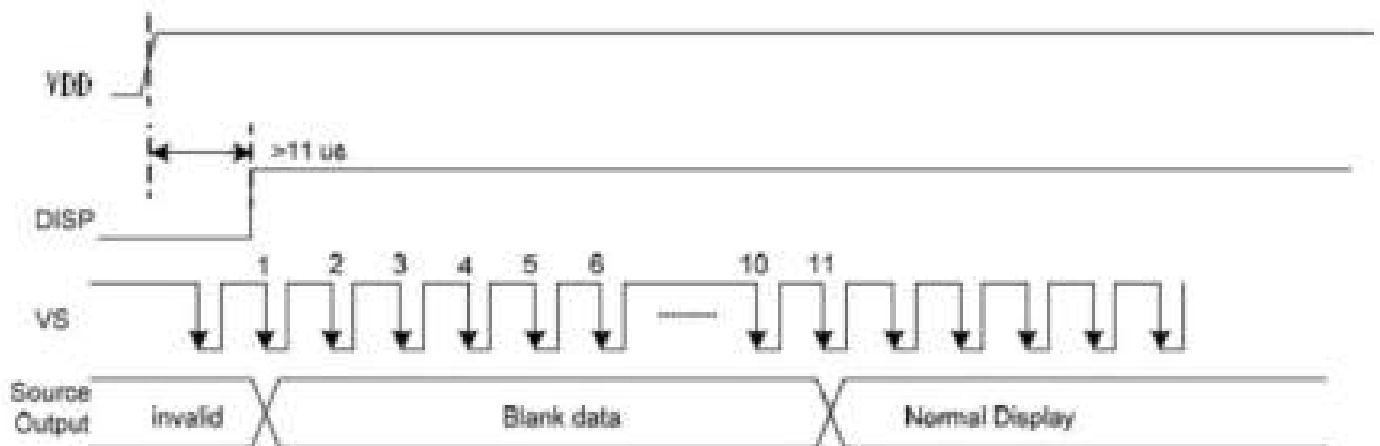 VDD
>11 us
DISP
1 2 3 4 5 6 10 11
VS
Source
Output
invalid Blank data Normal Display